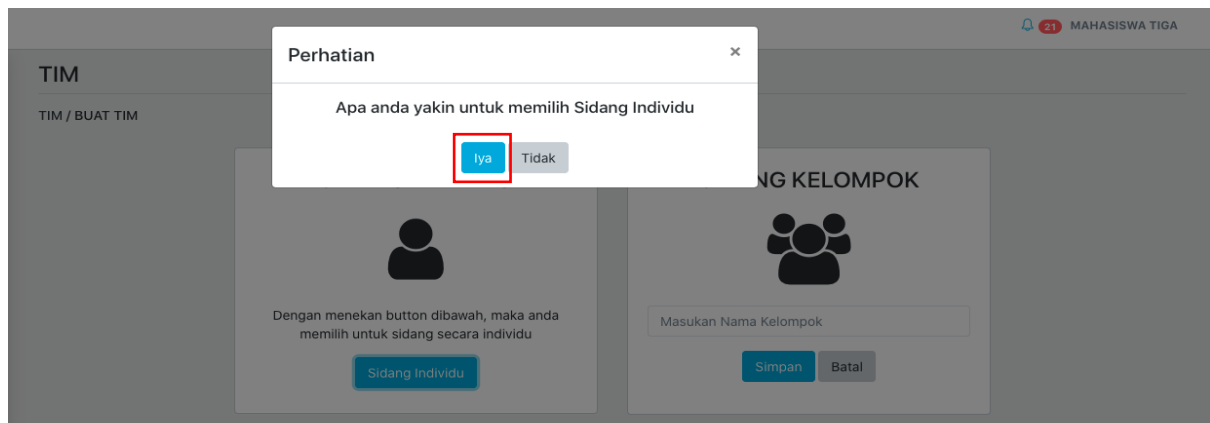 21 MAHASISWA TIGA
Perhatian ×
TIM
Apa anda yakin untuk memilih Sidang Individu
TIM / BUAT TIM
Iya Tidak
KELOMPOK
Dengan menekan button dibawah, maka anda
memilih untuk sidang secara individu
Masukan Nama Kelompok
Sidang Individu
Simpan Batal